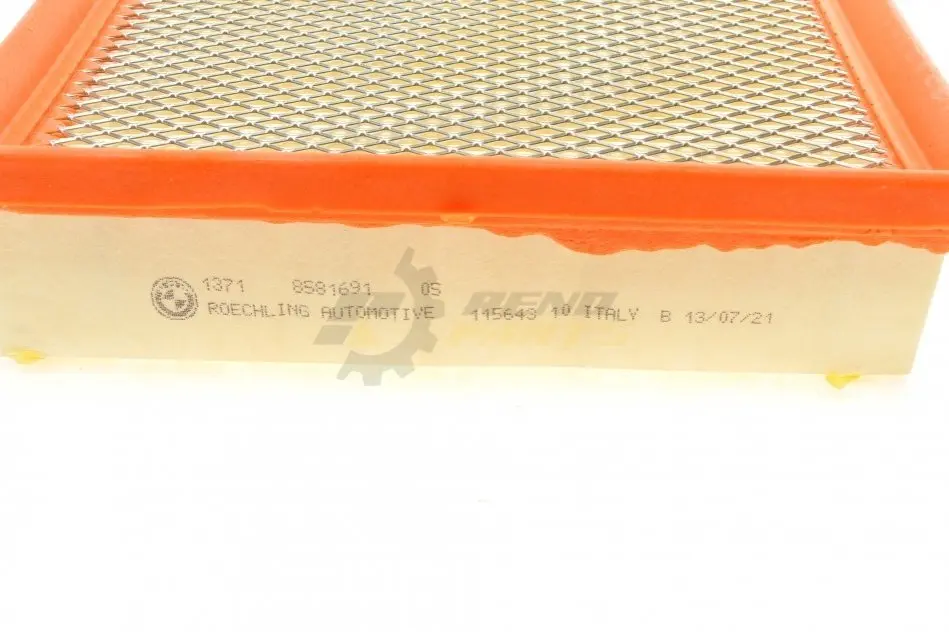 1371 8581691 05
ROECHLING AUTOMOTIVE 115643 10 ITALY B 13/07/21